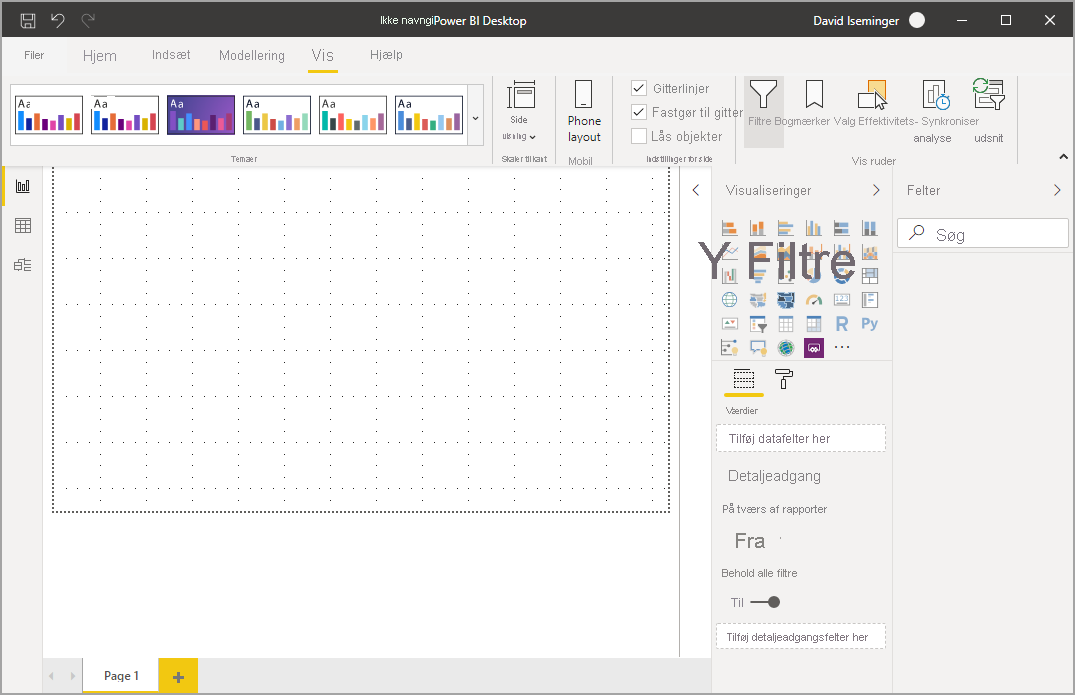 Ikke navngiPower BI Desktop
David Iseminger
Filer Hjem Indsæt Modellering Vis Hjælp
Aa Aa Aa Aa Aa Aa
Temaer
Side
Skaler til kant
Phone
layout
Mobil
Gitterlinjer
Fastgør til gitter
Lås objekter
Indstillinger for side
Filtre Bogmærker Valg Effektivitets- Synkroniser
analyse udsnit
Vis ruder
Visualiseringer
Felter
Søg
Y Filtre
123
R Py
Værdier
Tilføj datafelter her
Detaljeadgang
På tværs af rapporter
Fra
Behold alle filtre
Til
Tilføj detaljeadgangsfelter her
Page 1